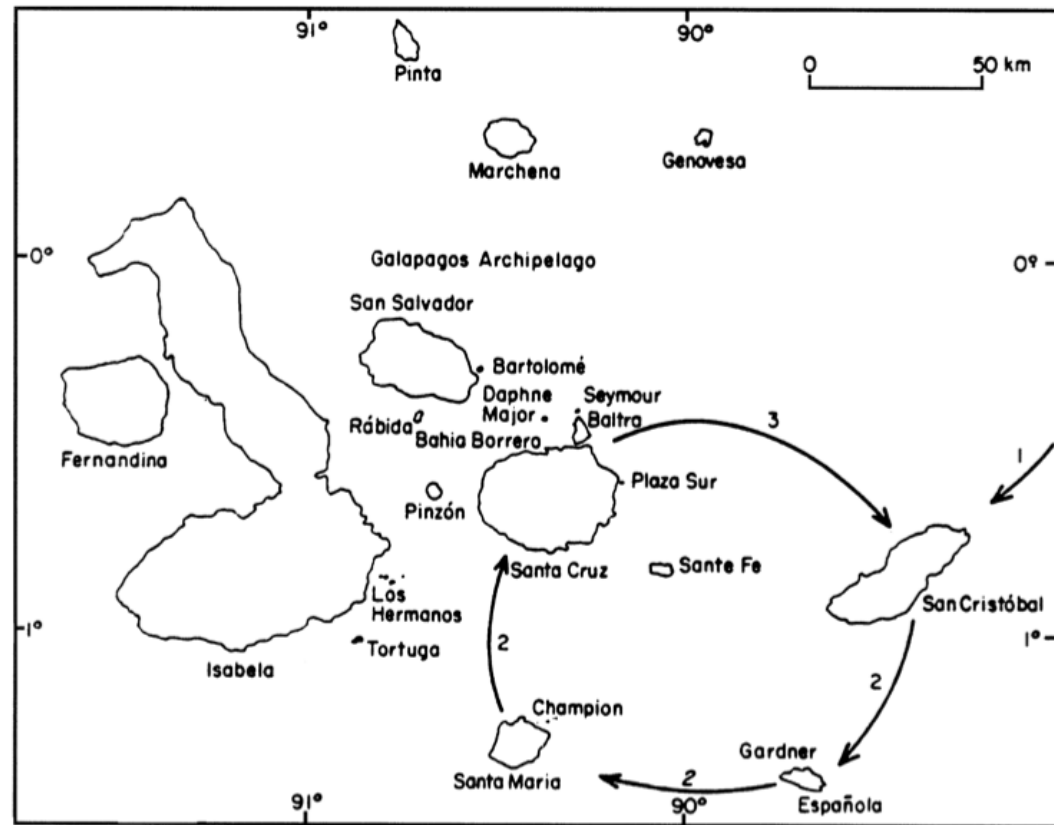 91°
90°
0 50 km
Pinta
Marchena
Genovesa
0°
Galapagos Archipelago
0°
San Salvador
Bartolomé
Daphne
Major
Seymour
Baltra
3
Rábida
Bahia Borrero
1
Fernandina
Plaza Sur
Pinzón
Santa Cruz
Sante Fe
Los
Hermanos
San Cristóbal
1°
Tortuga
1°
Isabela
2
2
Champion
Gardner
Santa Maria
2
Española
91°
90°